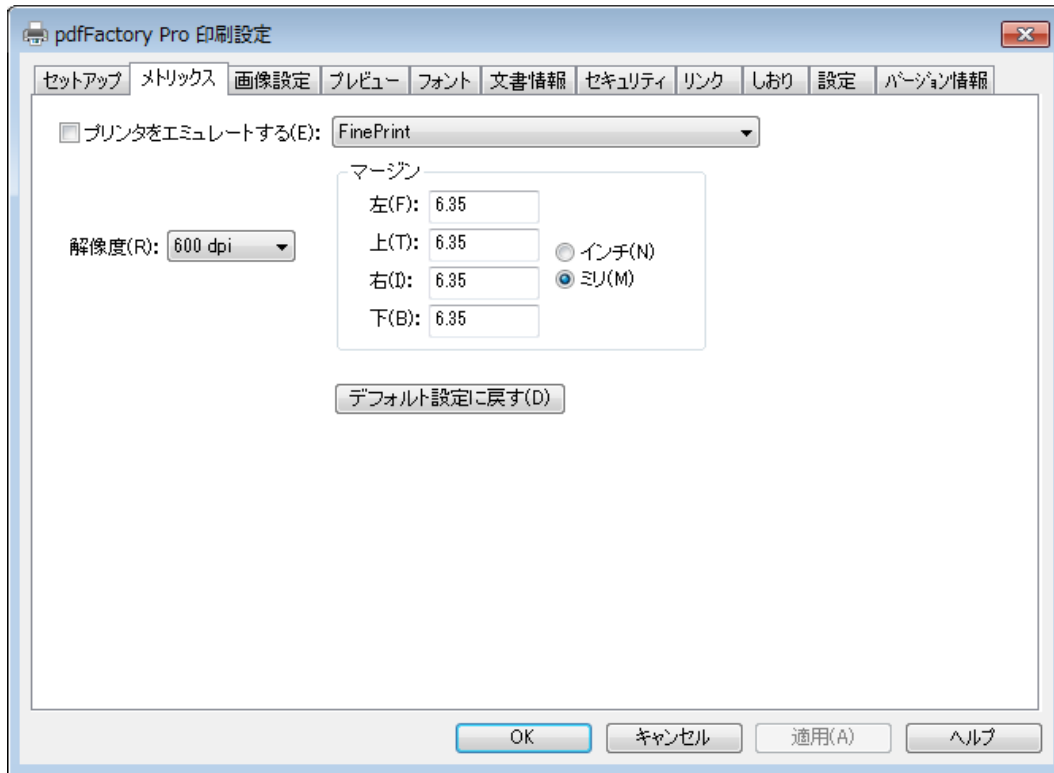 pdfFactory Pro 印刷設定
セットアップ メトリックス 画像設定 プレビュー フォント 文書情報 セキュリティ リンク しおり 設定 バージョン情報
プリンタをエミュレートする(E): FinePrint
マージン
左(F): 6.35
上(T): 6.35
解像度(R): 600 dpi
インチ(N)
右(I): 6.35
ミリ(M)
下(B): 6.35
デフォルト設定に戻す(D)
OK キャンセル 適用(A) ヘルプ